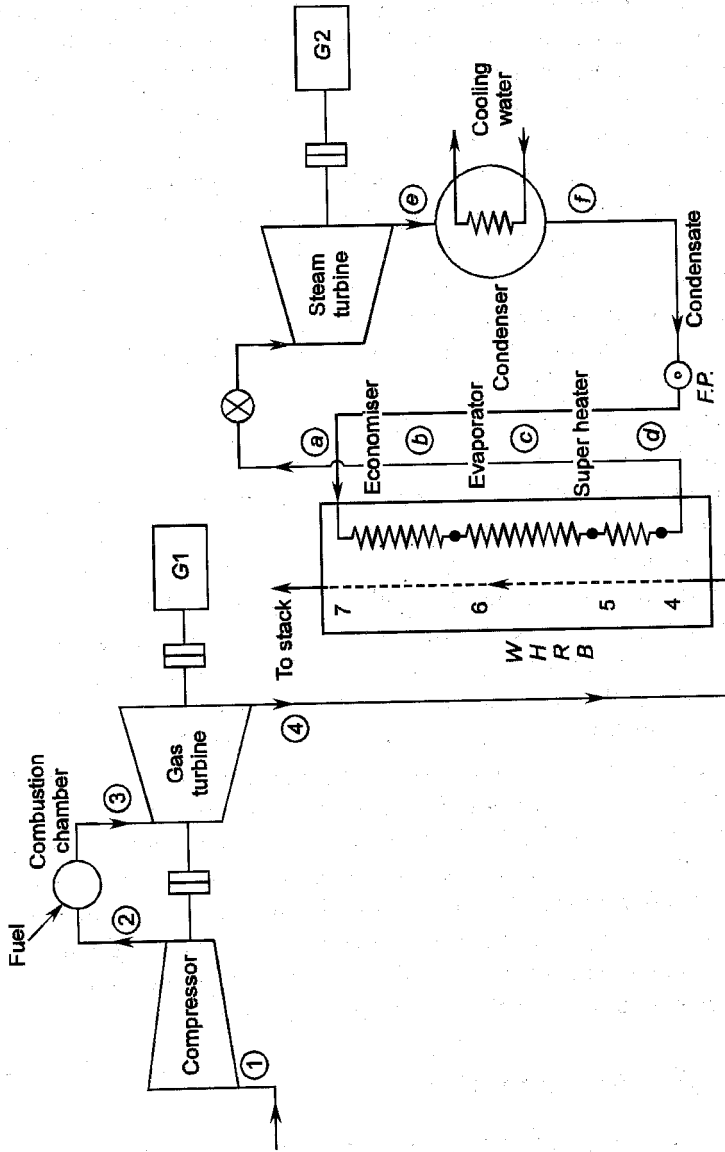 Fuel
Combustion
chamber
2
3
Compressor
1
Gas
turbine
G1
4
To stack
7
6
5
4
W
H
R
B
Economiser
Evaporator
Super heater
a
b
c
d
Steam
turbine
G2
e
Cooling
water
Condenser
f
Condensate
F.P.